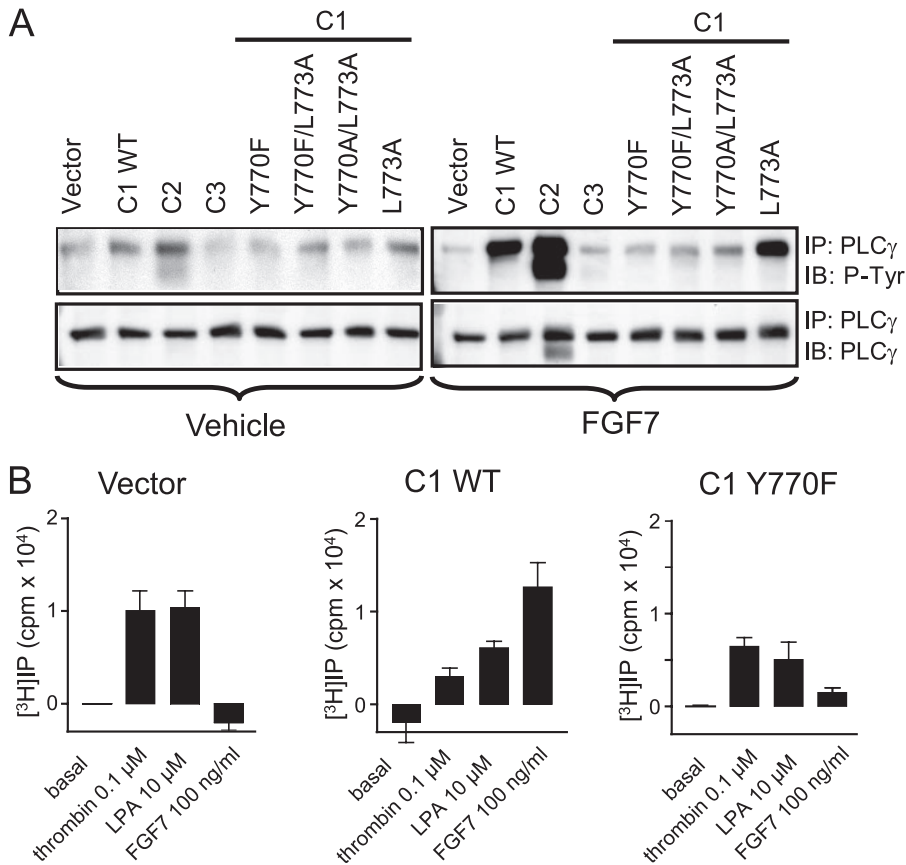 A
C1
C1
Vector
C1 WT
C2
C3
Y770F
Y770F/L773A
Y770A/L773A
L773A
Vector
C1 WT
C2
C3
Y770F
Y770F/L773A
Y770A/L773A
L773A
IP: PLCγ
IB: P-Tyr
IP: PLCγ
IB: PLCγ
Vehicle
FGF7
B
Vector
C1 WT
C1 Y770F
[³H]IP (cpm x 10⁴)
2
1
0
basal
thrombin 0.1 µM
LPA 10 µM
FGF7 100 ng/ml
[³H]IP (cpm x 10⁴)
2
1
0
basal
thrombin 0.1 µM
LPA 10 µM
FGF7 100 ng/ml
[³H]IP (cpm x 10⁴)
2
1
0
basal
thrombin 0.1 µM
LPA 10 µM
FGF7 100 ng/ml